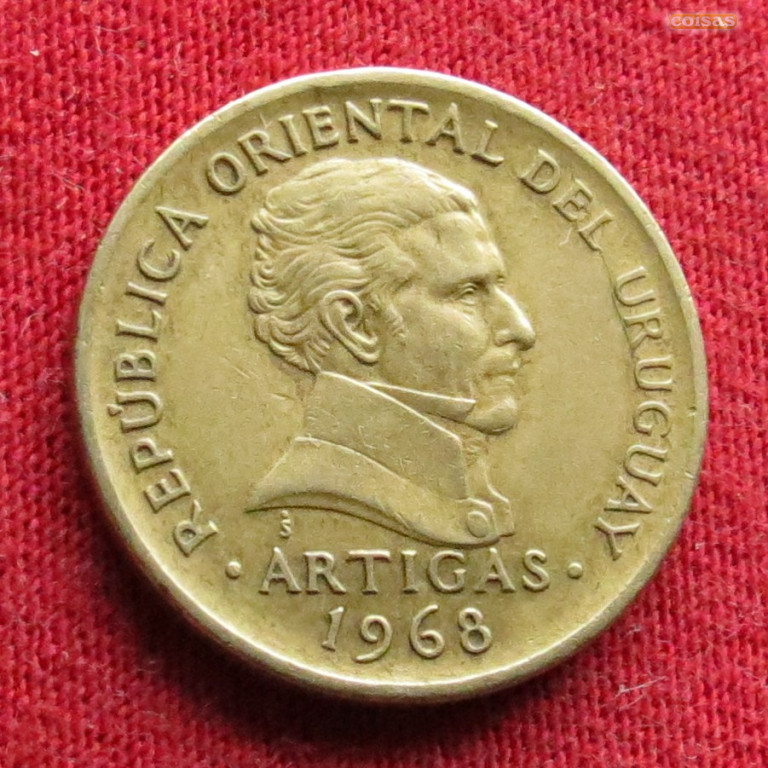 coisas
REPÚBLICA ORIENTAL DEL URUGUAY
· ARTIGAS ·
1968